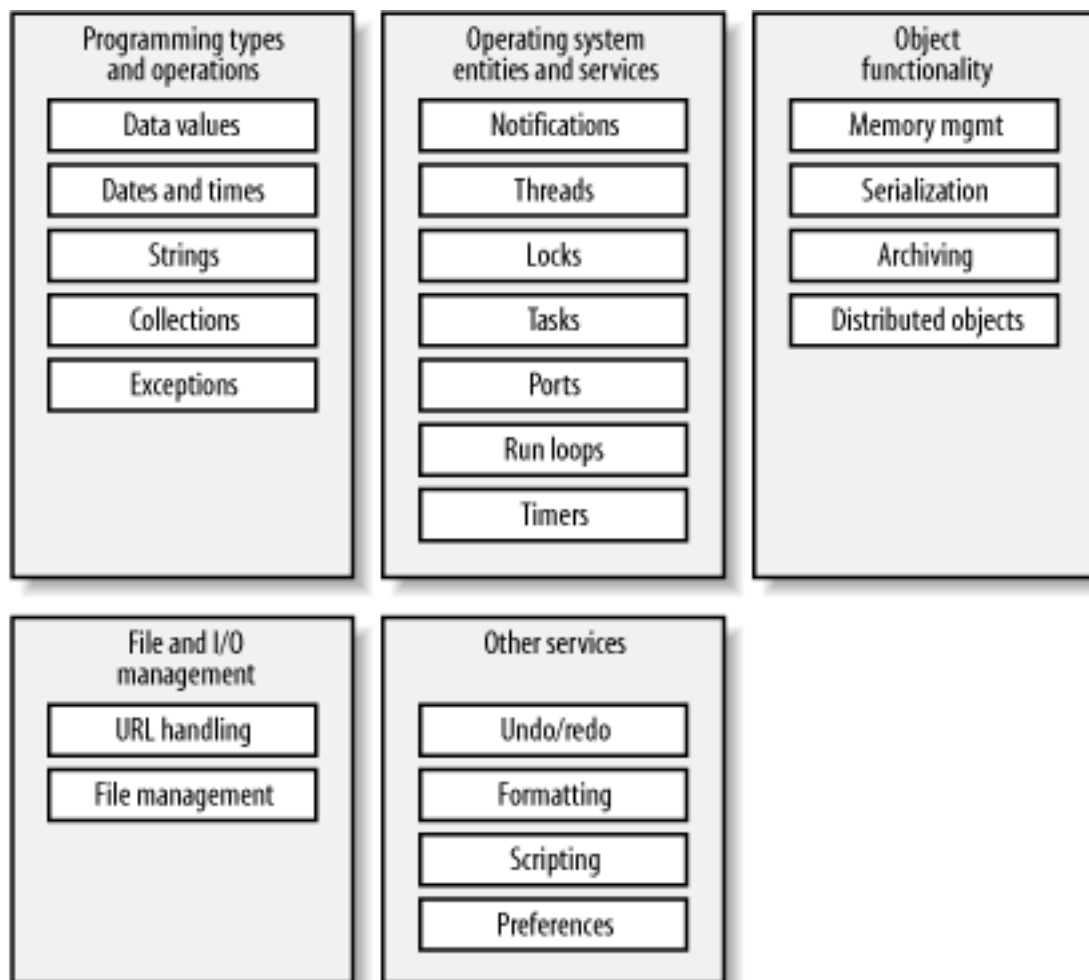 Programming types
and operations
Data values
Dates and times
Strings
Collections
Exceptions
Operating system
entities and services
Notifications
Threads
Locks
Tasks
Ports
Run loops
Timers
Object
functionality
Memory mgmt
Serialization
Archiving
Distributed objects
File and I/O
management
URL handling
File management
Other services
Undo/redo
Formatting
Scripting
Preferences